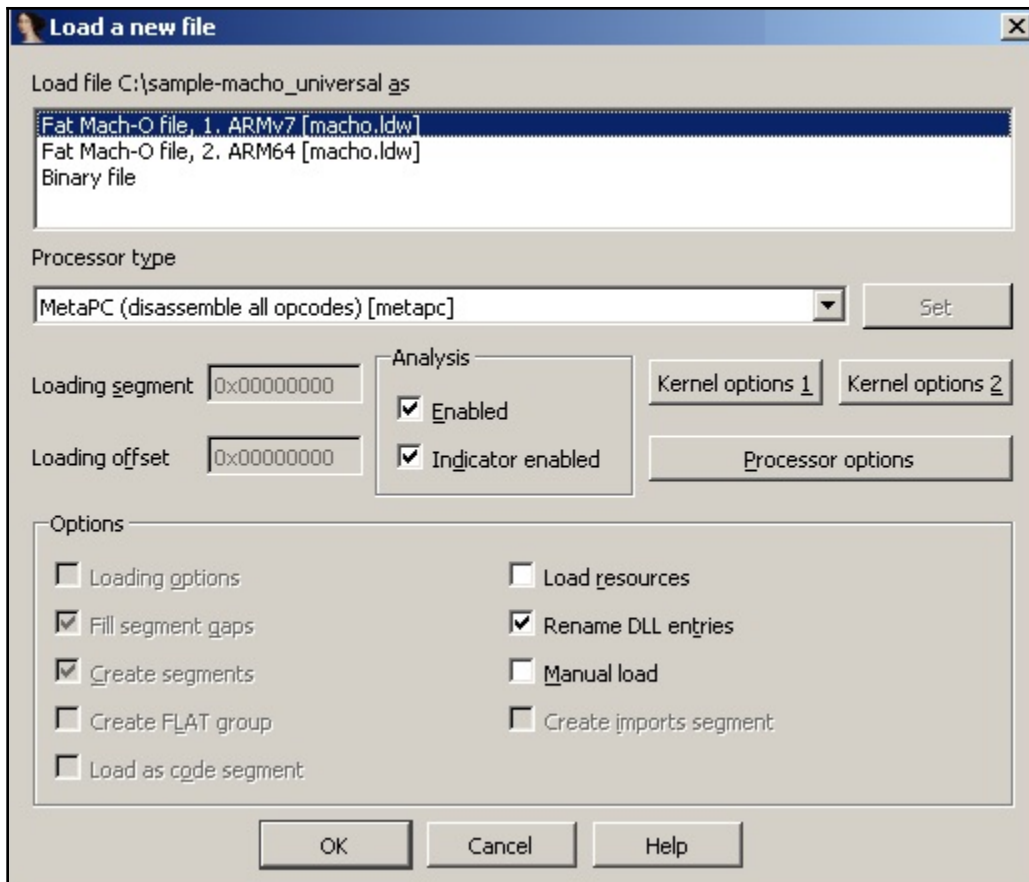 Load a new file
Load file C:\sample-macho_universal as
Fat Mach-O file, 1. ARMv7 [macho.ldw]
Fat Mach-O file, 2. ARM64 [macho.ldw]
Binary file
Processor type
MetaPC (disassemble all opcodes) [metapc]
Set
Loading segment
0x00000000
Loading offset
0x00000000
Analysis
Enabled
Indicator enabled
Kernel options 1
Kernel options 2
Processor options
Options
Loading options
Fill segment gaps
Create segments
Create FLAT group
Load as code segment
Load resources
Rename DLL entries
Manual load
Create imports segment
OK
Cancel
Help